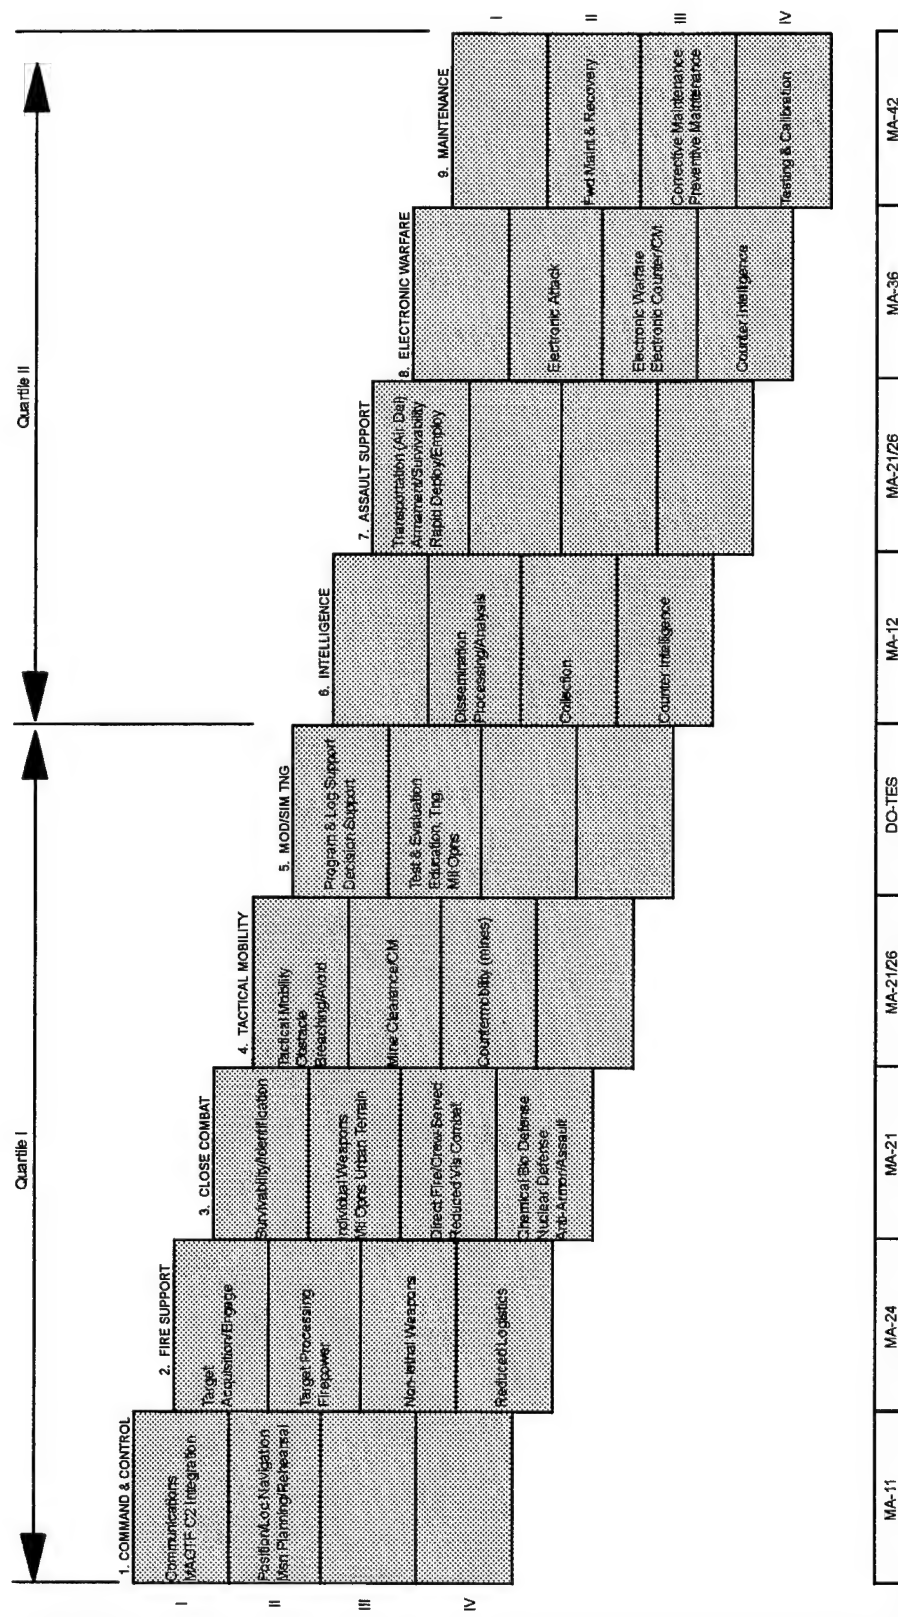 Quartile I
Quartile II
1. COMMAND & CONTROL
Communications
MAGTF C2 Integration
Position/Loc Navigation
Msn Planning/Rehearsal
2. FIRE SUPPORT
Target
Acquisition/Engage
Target Processing
Firepower
Non-lethal Weapons
Reduced Logistics
3. CLOSE COMBAT
Survivability/Identification
Individual Weapons
Mil Opns Urban Terrain
Direct Fire/Crew Served
Reduced Vis Combat
Chemical Bio Defense
Nuclear Defense
Anti-Armor/Assault
4. TACTICAL MOBILITY
Tactical Mobility
Obstacle
Breaching/Avoid
Mine Clearance/CM
Countermobility (mines)
5. MOD/SIM TNG
Program & Log Support
Decision Support
Test & Evaluation
Education, Tng,
Mil Opns
6. INTELLIGENCE
Dissemination
Processing/Analysis
Collection
Counter Intelligence
7. ASSAULT SUPPORT
Transportation (Air Del)
Armament/Survivability
Rapid Deploy/Employ
8. ELECTRONIC WARFARE
Electronic Attack
Electronic Warfare
Electronic Counter/CM
Counter Intelligence
9. MAINTENANCE
Fwd Maint & Recovery
Corrective Maintenance
Preventive Maintenance
Testing & Calibration
I
II
III
IV
I
II
III
IV
MA-11
MA-24
MA-21
MA-21/26
DO-TES
MA-12
MA-21/26
MA-36
MA-42